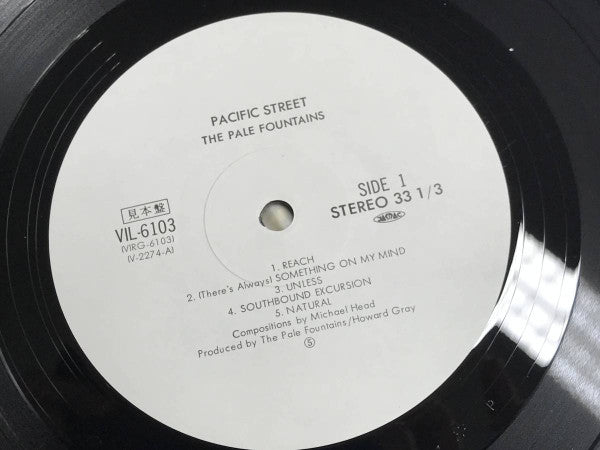 PACIFIC STREET
THE PALE FOUNTAINS
見本盤
VIL-6103
(VIRG-6103)
(V-2274-A)
SIDE 1
STEREO 33 1/3
JASRAC
1. REACH
2. (There's Always) SOMETHING ON MY MIND
3. UNLESS
4. SOUTHBOUND EXCURSION
5. NATURAL
Compositions by Michael Head
Produced by The Pale Fountains/Howard Gray
Ⓢ
P